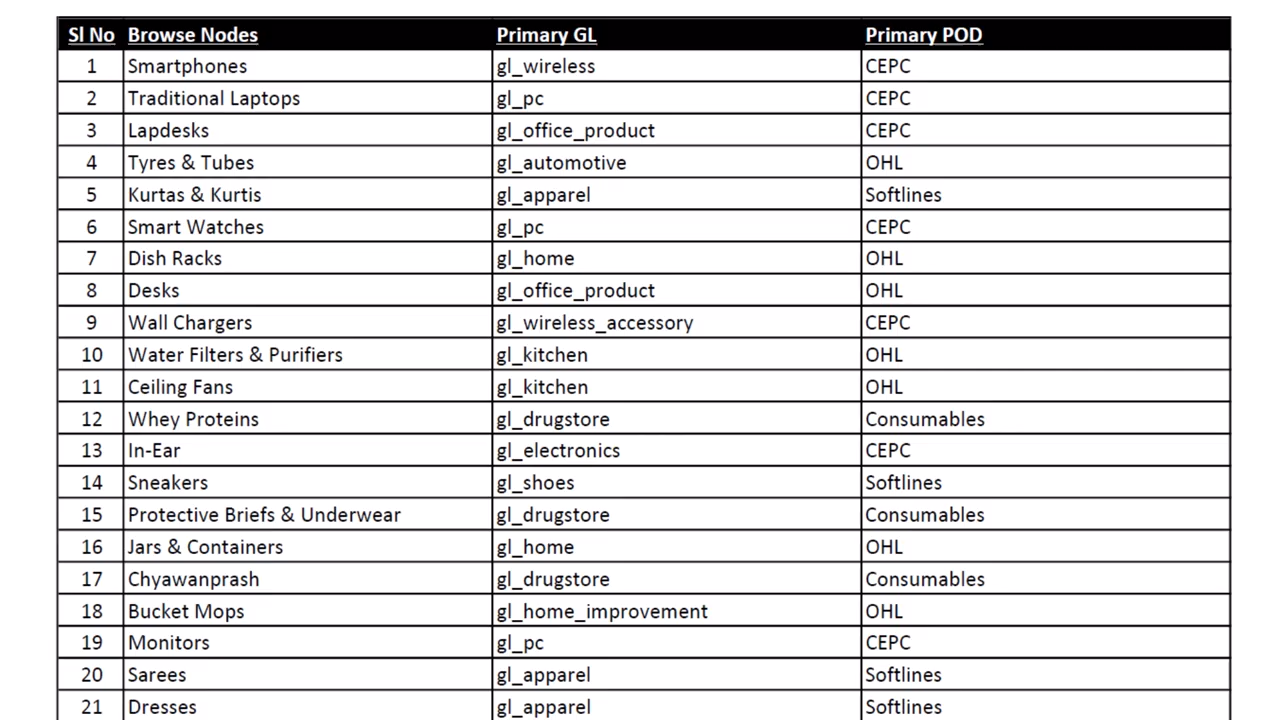 Sl No Browse Nodes Primary GL Primary POD
1 Smartphones gl_wireless CEPC
2 Traditional Laptops gl_pc CEPC
3 Lapdesks gl_office_product CEPC
4 Tyres & Tubes gl_automotive OHL
5 Kurtas & Kurtis gl_apparel Softlines
6 Smart Watches gl_pc CEPC
7 Dish Racks gl_home OHL
8 Desks gl_office_product OHL
9 Wall Chargers gl_wireless_accessory CEPC
10 Water Filters & Purifiers gl_kitchen OHL
11 Ceiling Fans gl_kitchen OHL
12 Whey Proteins gl_drugstore Consumables
13 In-Ear gl_electronics CEPC
14 Sneakers gl_shoes Softlines
15 Protective Briefs & Underwear gl_drugstore Consumables
16 Jars & Containers gl_home OHL
17 Chyawanprash gl_drugstore Consumables
18 Bucket Mops gl_home_improvement OHL
19 Monitors gl_pc CEPC
20 Sarees gl_apparel Softlines
21 Dresses gl_apparel Softlines